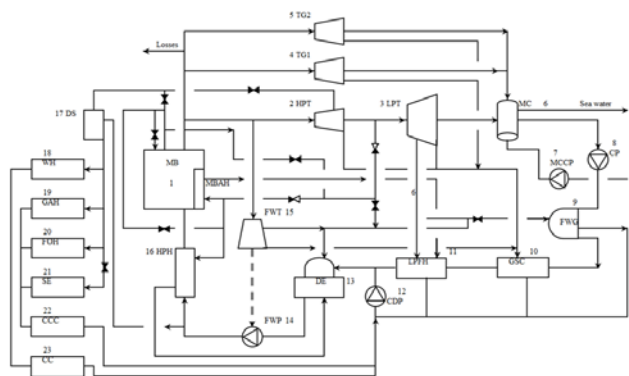 5 TG2
Losses
4 TG1
17 DS
2 HPT
3 LPT
MC
6
Sea water
18
WH
MB
1
MBAH
7
MCCP
8
CP
19
GAH
6
9
FWG
FWT 15
20
FOH
16 HPH
11
LPFH
10
GSC
21
SE
DE
13
12
CDP
22
CCC
FWP 14
23
CC